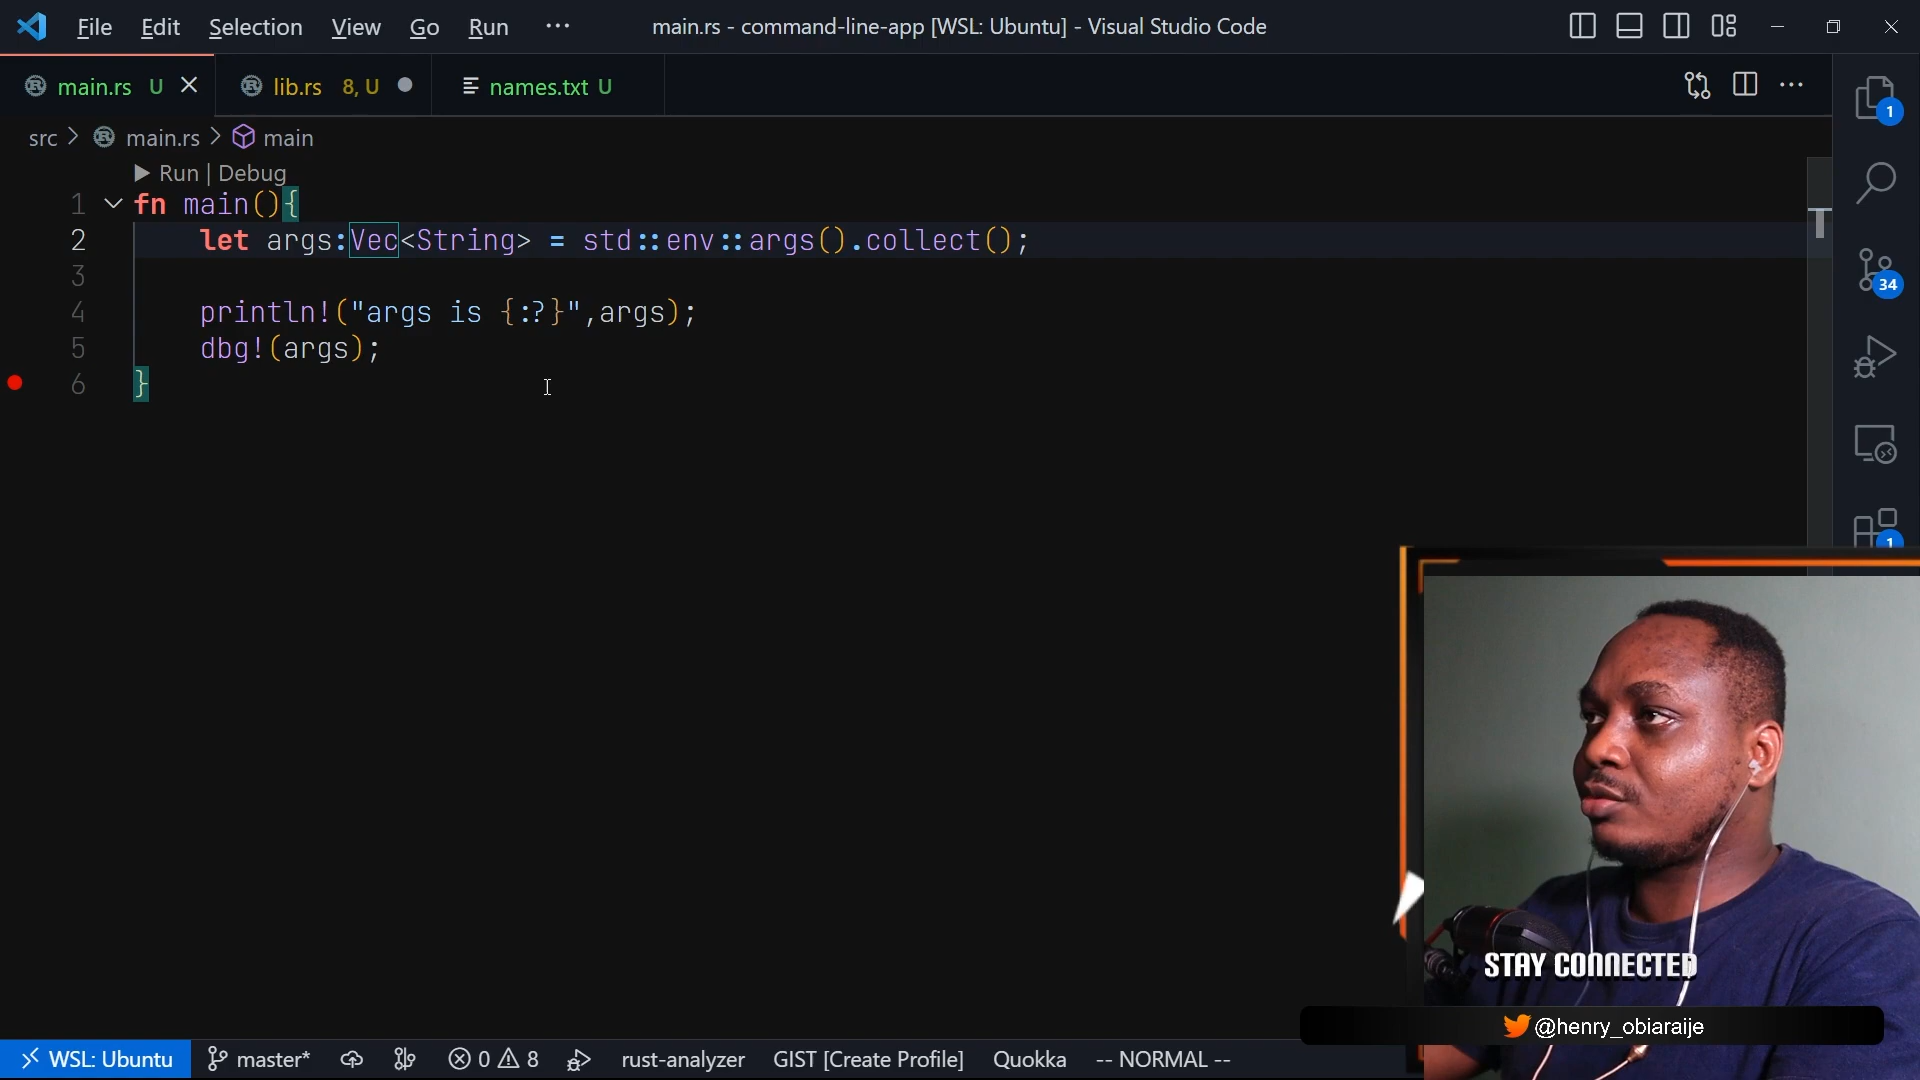 File Edit Selection View Go Run ··· main.rs - command-line-app [WSL: Ubuntu] - Visual Studio Code
main.rs U lib.rs 8, U names.txt U
src > main.rs > main
Run | Debug
1 fn main(){
2 let args:Vec<String> = std::env::args().collect();
3
4 println!("args is {:?}",args);
5 dbg!(args);
6 }
1
34
1
STAY CONNECTED
@henry_obiaraije
WSL: Ubuntu master* 0 8 rust-analyzer GIST [Create Profile] Quokka -- NORMAL --